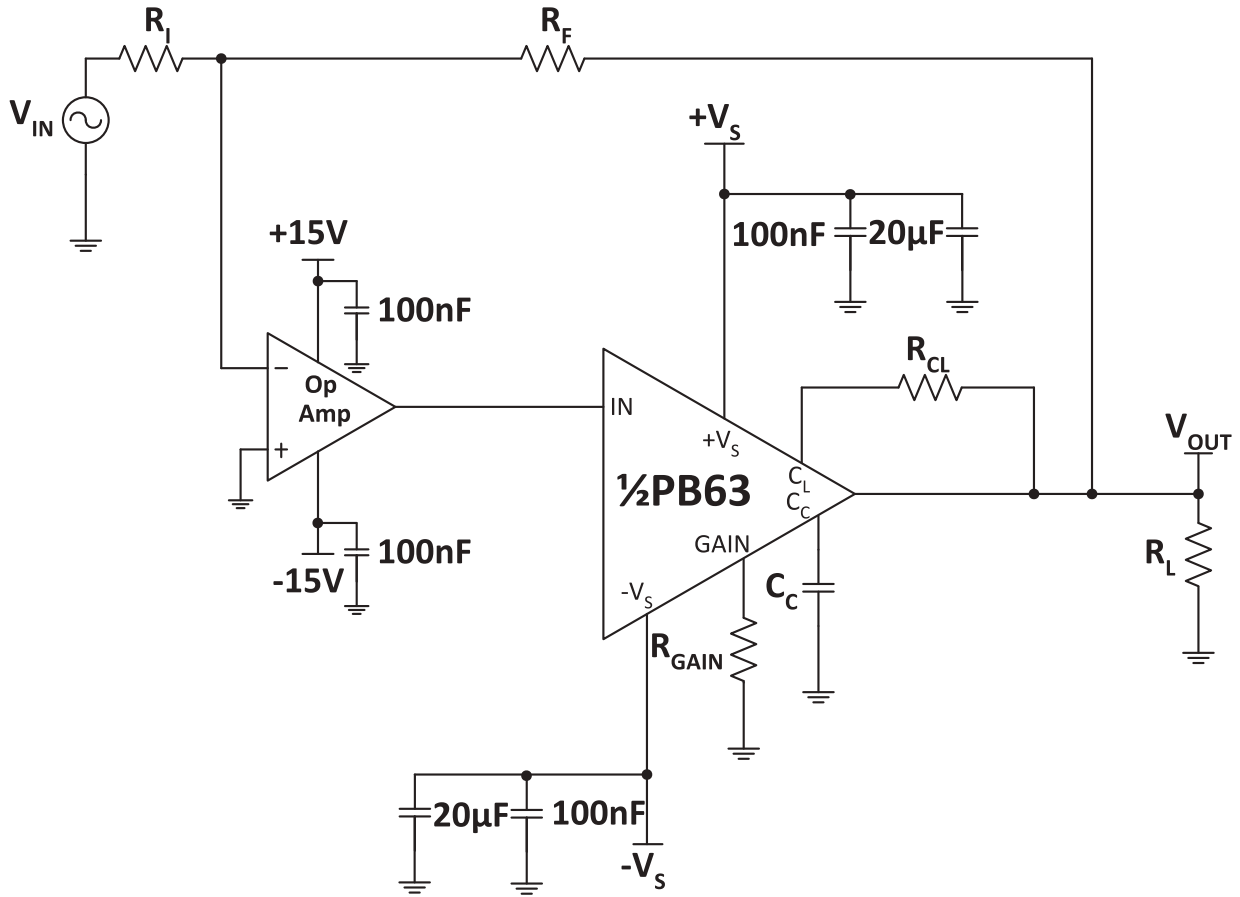 R_I
R_F
V_IN
+V_S
100nF
20µF
+15V
100nF
R_CL
Op
Amp
−
+
IN
+V_S
V_OUT
½PB63
C_L
C_C
GAIN
-15V
100nF
-V_S
C_C
R_L
R_GAIN
20µF
100nF
-V_S